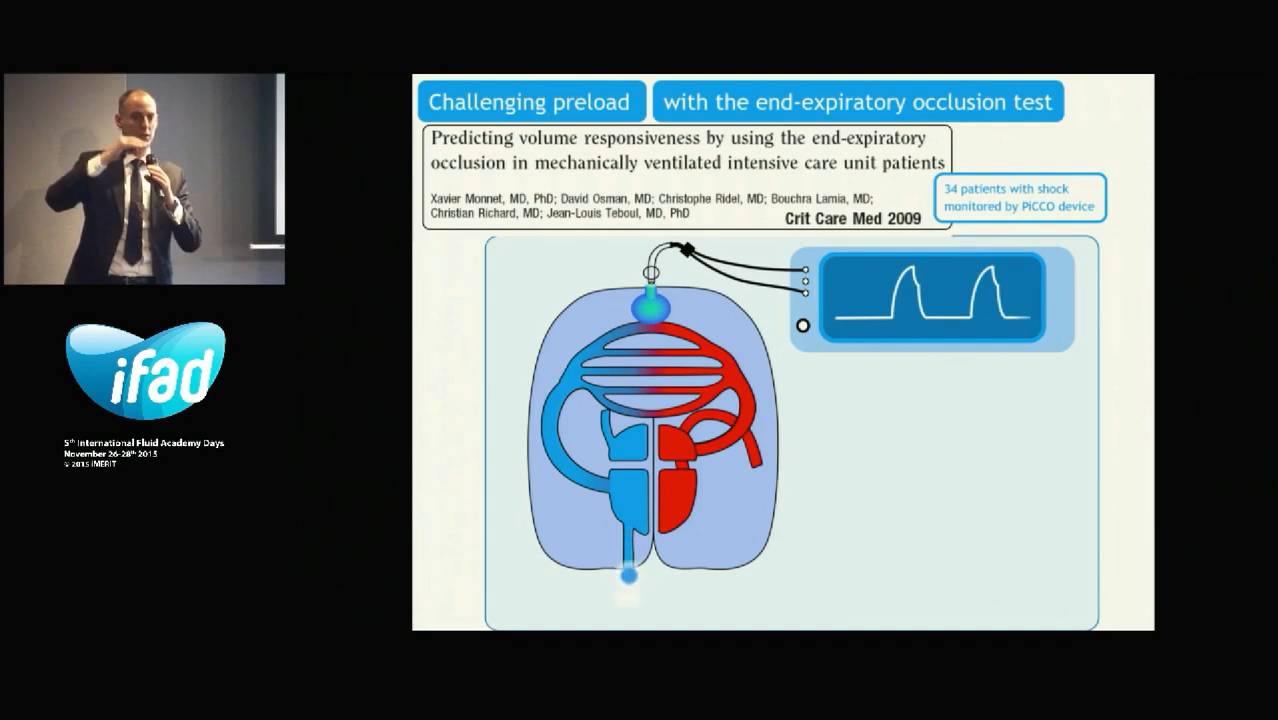 Challenging preload
with the end-expiratory occlusion test
Predicting volume responsiveness by using the end-expiratory
occlusion in mechanically ventilated intensive care unit patients
Xavier Monnet, MD, PhD; David Osman, MD; Christophe Ridel, MD; Bouchra Lamia, MD;
Christian Richard, MD; Jean-Louis Teboul, MD, PhD
Crit Care Med 2009
34 patients with shock
monitored by PiCCO device
ifad
5th International Fluid Academy Days
November 26-28th 2015
© 2015 iMERiT